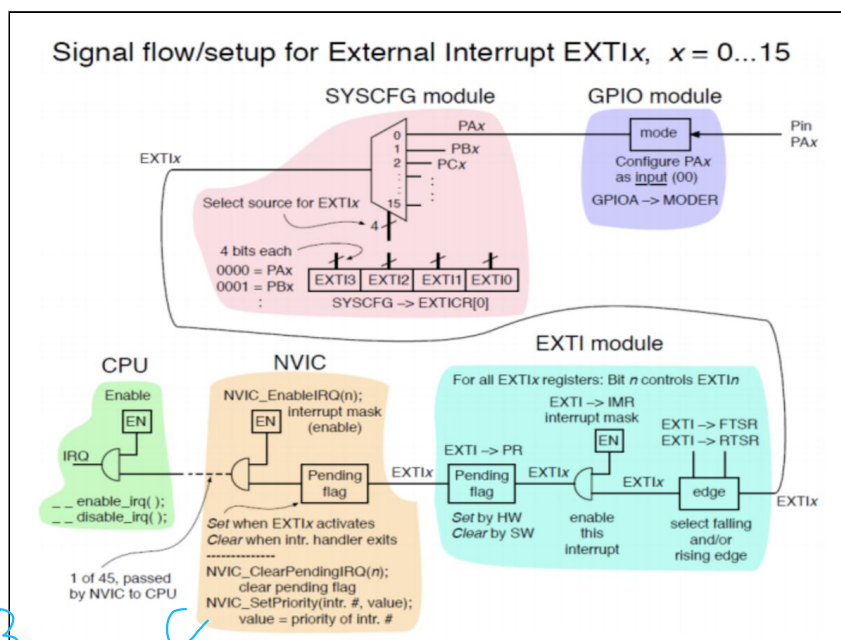 Signal flow/setup for External Interrupt EXTIx, x = 0...15
SYSCFG module
GPIO module
EXTIx
0
1
2
:
:
15
PAx
PBx
PCx
:
:
mode
Pin
PAx
Configure PAx
as input (00)
GPIOA –> MODER
Select source for EXTIx
4
4 bits each
0000 = PAx
0001 = PBx
:
EXTI3 EXTI2 EXTI1 EXTI0
SYSCFG –> EXTICR[0]
CPU
Enable
EN
IRQ
_ _ enable_irq( );
_ _ disable_irq( );
1 of 45, passed
by NVIC to CPU
NVIC
NVIC_EnableIRQ(n);
interrupt mask
(enable)
EN
Pending
flag
Set when EXTIx activates
Clear when intr. handler exits
--------------
NVIC_ClearPendingIRQ(n);
clear pending flag
NVIC_SetPriority(intr. #, value);
value = priority of intr. #
EXTIx
EXTI module
For all EXTIx registers: Bit n controls EXTIn
EXTI –> IMR
interrupt mask
EN
EXTI –> FTSR
EXTI –> RTSR
EXTI –> PR
Pending
flag
EXTIx
EXTIx
edge
EXTIx
Set by HW
Clear by SW
enable
this
interrupt
select falling
and/or
rising edge